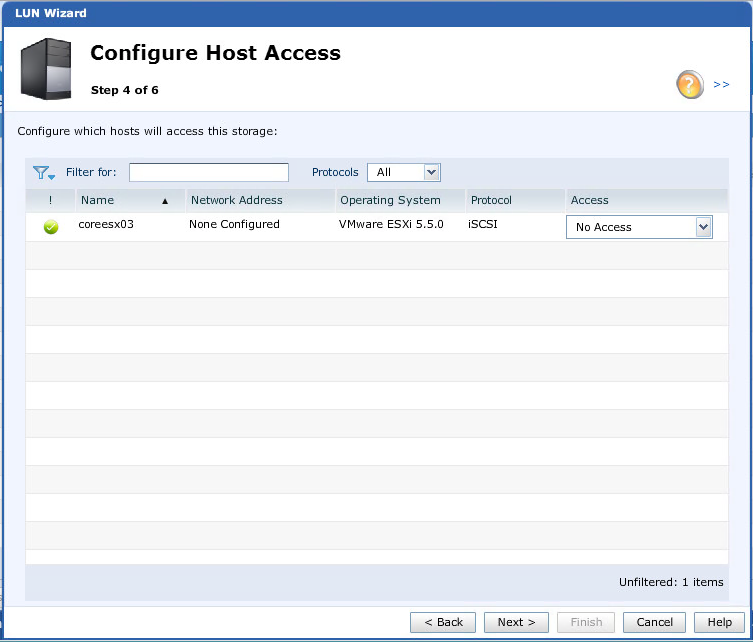 LUN Wizard
Configure Host Access
Step 4 of 6
? >>
Configure which hosts will access this storage:
Filter for: Protocols All
! Name ▲ Network Address Operating System Protocol Access
coreesx03 None Configured VMware ESXi 5.5.0 iSCSI No Access
Unfiltered: 1 items
< Back Next > Finish Cancel Help